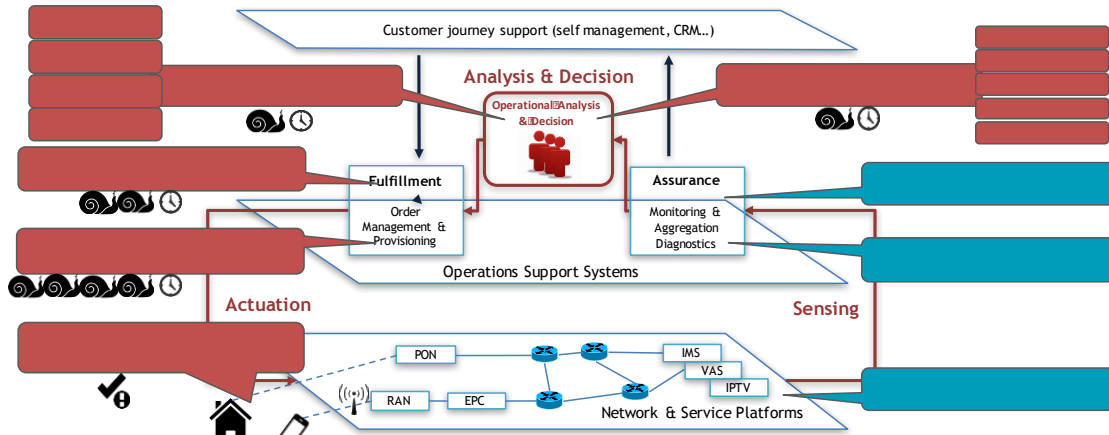 Customer journey support (self management, CRM…)
Analysis & Decision
Operational Analysis
& Decision
Fulfillment
Assurance
Order
Management &
Provisioning
Monitoring &
Aggregation
Diagnostics
Operations Support Systems
Actuation
Sensing
PON
IMS
VAS
IPTV
RAN
EPC
Network & Service Platforms